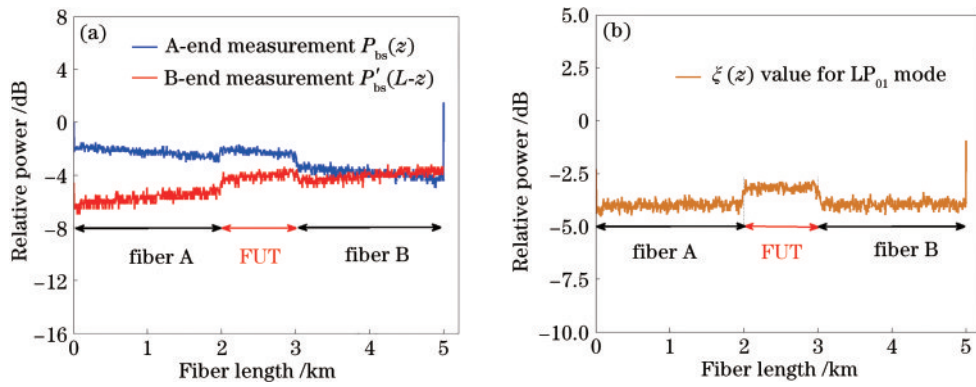 (a)
A-end measurement P_bs(z)
B-end measurement P'_bs(L-z)
Relative power /dB
8
4
0
−4
−8
−12
−16
fiber A
FUT
fiber B
0
1
2
3
4
5
Fiber length /km
(b)
ξ(z) value for LP_01 mode
Relative power /dB
5.0
2.5
0
−2.5
−5.0
−7.5
−10.0
fiber A
FUT
fiber B
0
1
2
3
4
5
Fiber length /km